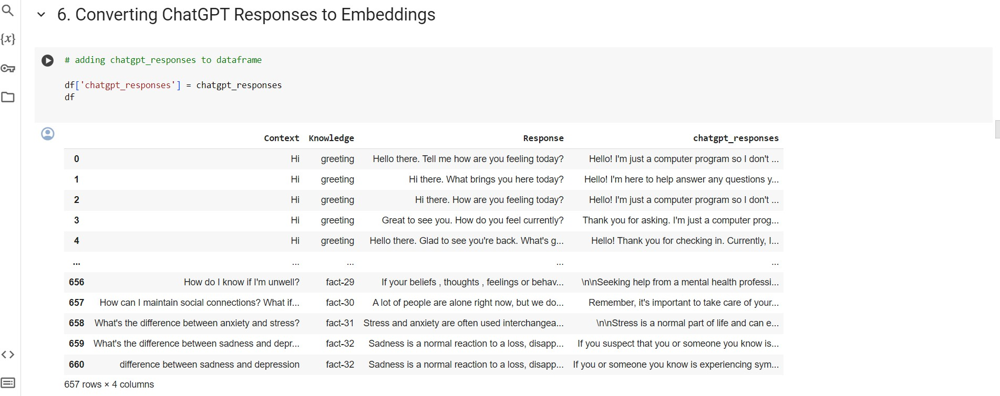 6. Converting ChatGPT Responses to Embeddings
{x}
# adding chatgpt_responses to dataframe
df['chatgpt_responses'] = chatgpt_responses
df
Context Knowledge Response chatgpt_responses
0 Hi greeting Hello there. Tell me how are you feeling today? Hello! I'm just a computer program so I don't ...
1 Hi greeting Hi there. What brings you here today? Hello! I'm here to help answer any questions y...
2 Hi greeting Hi there. How are you feeling today? Hello! I'm just a computer program so I don't ...
3 Hi greeting Great to see you. How do you feel currently? Thank you for asking. I'm just a computer prog...
4 Hi greeting Hello there. Glad to see you're back. What's g... Hello! Thank you for checking in. Currently, I...
... ... ... ... ...
656 How do I know if I'm unwell? fact-29 If your beliefs , thoughts , feelings or behav... \n\nSeeking help from a mental health professi...
657 How can I maintain social connections? What if... fact-30 A lot of people are alone right now, but we do... Remember, it's important to take care of your...
658 What's the difference between anxiety and stress? fact-31 Stress and anxiety are often used interchangea... \n\nStress is a normal part of life and can e...
659 What's the difference between sadness and depr... fact-32 Sadness is a normal reaction to a loss, disapp... If you suspect that you or someone you know is...
660 difference between sadness and depression fact-32 Sadness is a normal reaction to a loss, disapp... If you or someone you know is experiencing sym...
657 rows × 4 columns